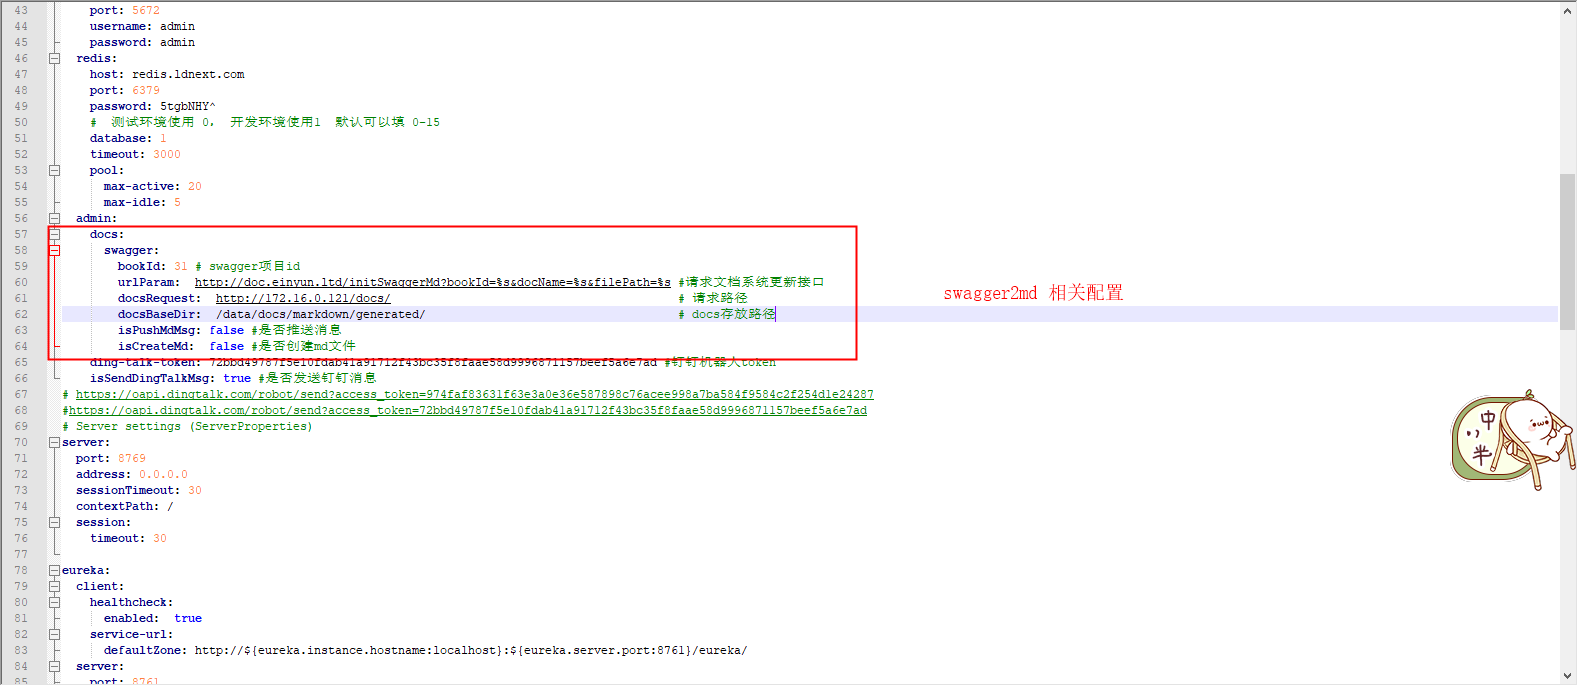 43 port: 5672
44 username: admin
45 password: admin
46 redis:
47 host: redis.ldnext.com
48 port: 6379
49 password: 5tgbNHY^
50 # 测试环境使用 0， 开发环境使用1 默认可以填 0-15
51 database: 1
52 timeout: 3000
53 pool:
54 max-active: 20
55 max-idle: 5
56 admin:
57 docs:
58 swagger:
59 bookId: 31 # swagger项目id
60 urlParam: http://doc.einyun.ltd/initSwaggerMd?bookId=%s&docName=%s&filePath=%s #请求文档系统更新接口
61 docsRequest: http://172.16.0.121/docs/ # 请求路径
62 docsBaseDir: /data/docs/markdown/generated/ # docs存放路径
swagger2md 相关配置
63 isPushMdMsg: false #是否推送消息
64 isCreateMd: false #是否创建md文件
65 ding-talk-token: 72bbd49787f5e10fdab41a91712f43bc35f8faae58d9996871157beef5a6e7ad #钉钉机器人token
66 isSendDingTalkMsg: true #是否发送钉钉消息
67 # https://oapi.dingtalk.com/robot/send?access_token=974faf83631f63e3a0e36e587898c76acee998a7ba584f9584c2f254d1e24287
68 #https://oapi.dingtalk.com/robot/send?access_token=72bbd49787f5e10fdab41a91712f43bc35f8faae58d9996871157beef5a6e7ad
69 # Server settings (ServerProperties)
70 server:
71 port: 8769
72 address: 0.0.0.0
73 sessionTimeout: 30
74 contextPath: /
75 session:
76 timeout: 30
77
78 eureka:
79 client:
80 healthcheck:
81 enabled: true
82 service-url:
83 defaultZone: http://${eureka.instance.hostname:localhost}:${eureka.server.port:8761}/eureka/
84 server:
85 port: 8761
中
半